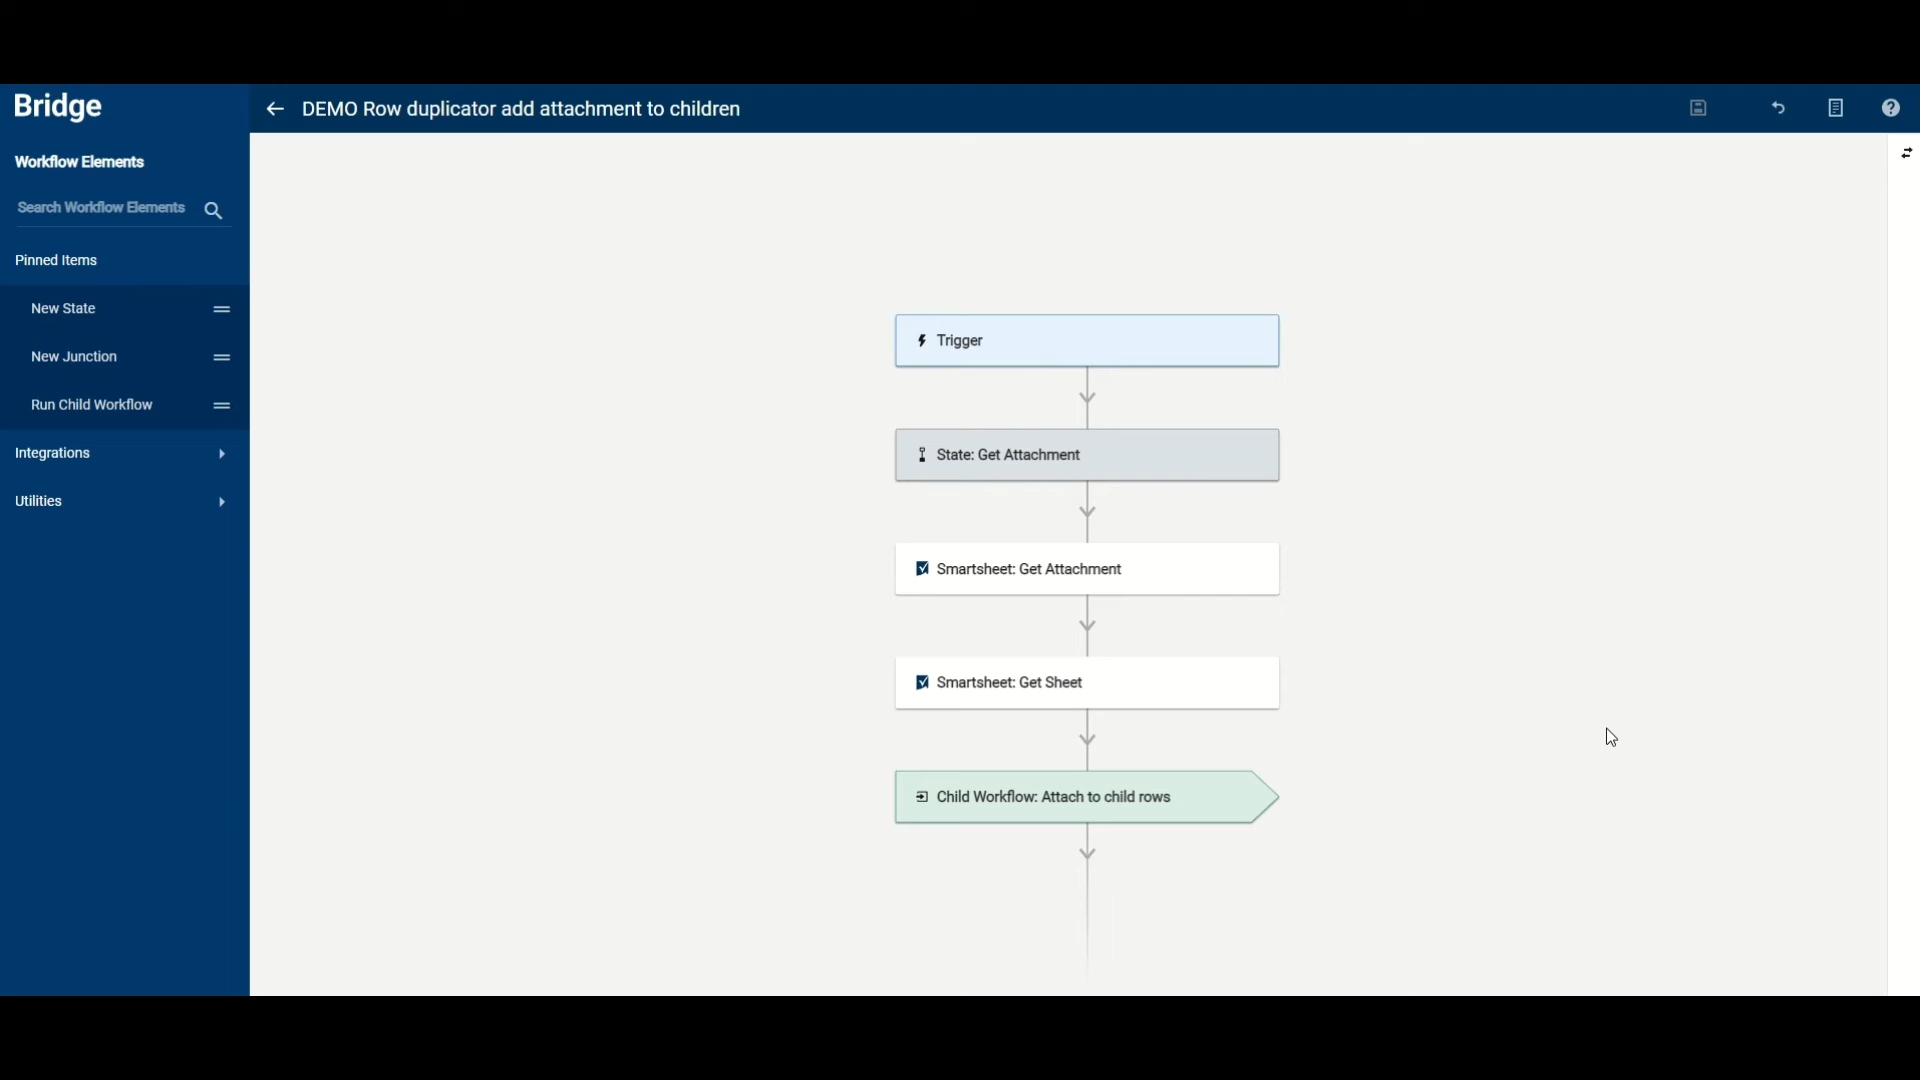 Bridge
DEMO Row duplicator add attachment to children
Workflow Elements
Search Workflow Elements
Pinned Items
New State
New Junction
Run Child Workflow
Integrations
Utilities
Trigger
State: Get Attachment
Smartsheet: Get Attachment
Smartsheet: Get Sheet
Child Workflow: Attach to child rows